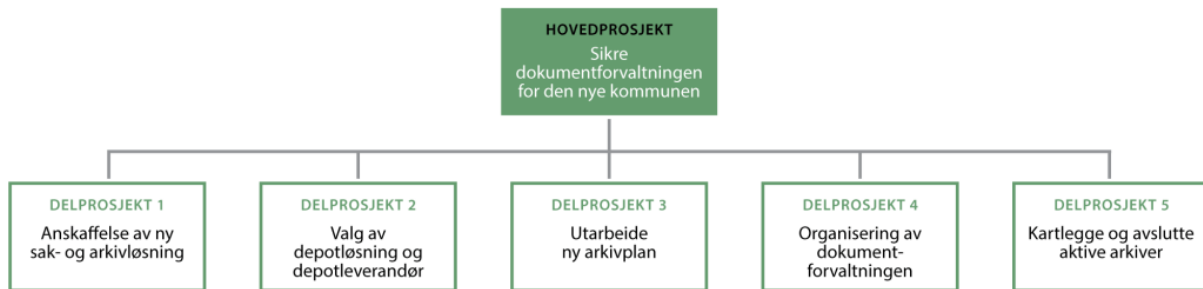 HOVEDPROSJEKT
Sikre
dokumentforvaltningen
for den nye kommunen
DELPROSJEKT 1
Anskaffelse av ny
sak- og arkivløsning
DELPROSJEKT 2
Valg av
depotløsning og
depotleverandør
DELPROSJEKT 3
Utarbeide
ny arkivplan
DELPROSJEKT 4
Organisering av
dokument-
forvaltningen
DELPROSJEKT 5
Kartlegge og avslutte
aktive arkiver